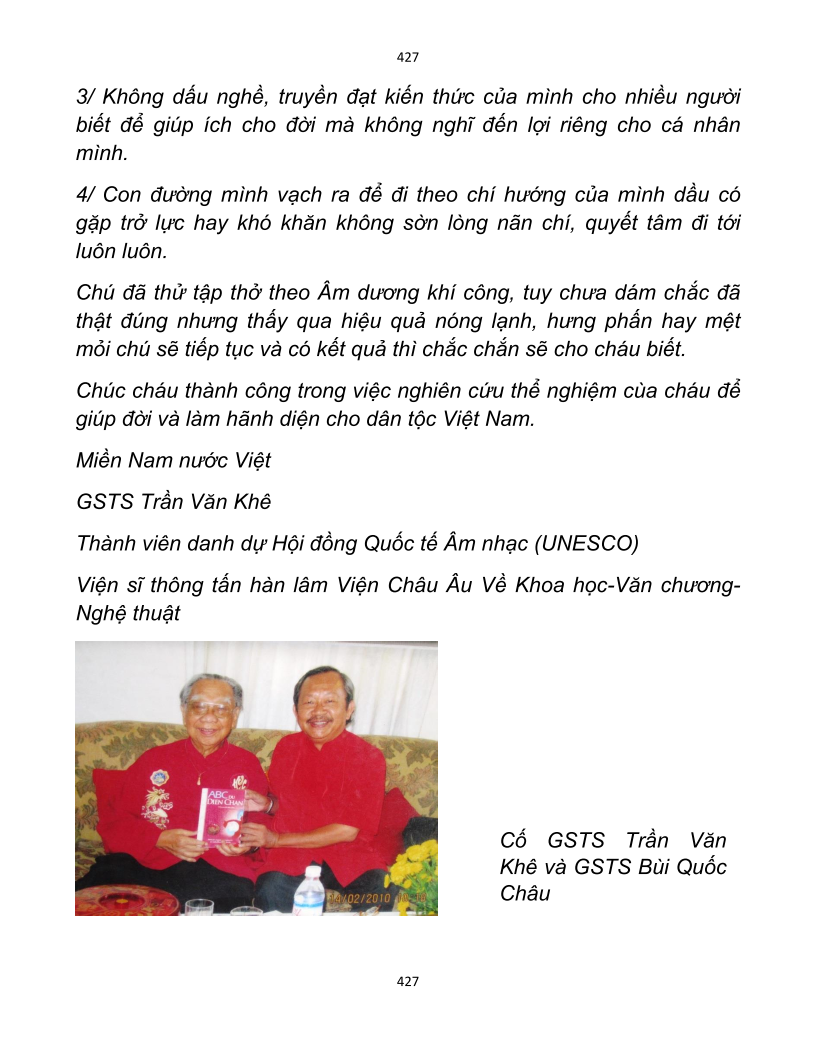 427
3/ Không dấu nghề, truyền đạt kiến thức của mình cho nhiều người
biết để giúp ích cho đời mà không nghĩ đến lợi riêng cho cá nhân
mình.
4/ Con đường mình vạch ra để đi theo chí hướng của mình dầu có
gặp trở lực hay khó khăn không sờn lòng nãn chí, quyết tâm đi tới
luôn luôn.
Chú đã thử tập thở theo Âm dương khí công, tuy chưa dám chắc đã
thật đúng nhưng thấy qua hiệu quả nóng lạnh, hưng phấn hay mệt
mỏi chú sẽ tiếp tục và có kết quả thì chắc chắn sẽ cho cháu biết.
Chúc cháu thành công trong việc nghiên cứu thể nghiệm cùa cháu để
giúp đời và làm hãnh diện cho dân tộc Việt Nam.
Miền Nam nước Việt
GSTS Trần Văn Khê
Thành viên danh dự Hội đồng Quốc tế Âm nhạc (UNESCO)
Viện sĩ thông tấn hàn lâm Viện Châu Âu Về Khoa học-Văn chương-
Nghệ thuật
ABC
DIEN CHAN
/02/2010
Cố GSTS Trần Văn
Khê và GSTS Bùi Quốc
Châu
427